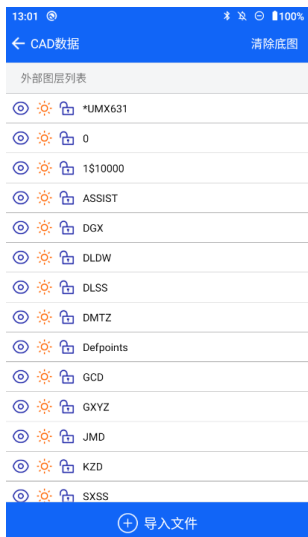 13:01 100%
CAD数据 清除底图
外部图层列表
*UMX631
0
1$10000
ASSIST
DGX
DLDW
DLSS
DMTZ
Defpoints
GCD
GXYZ
JMD
KZD
SXSS
导入文件